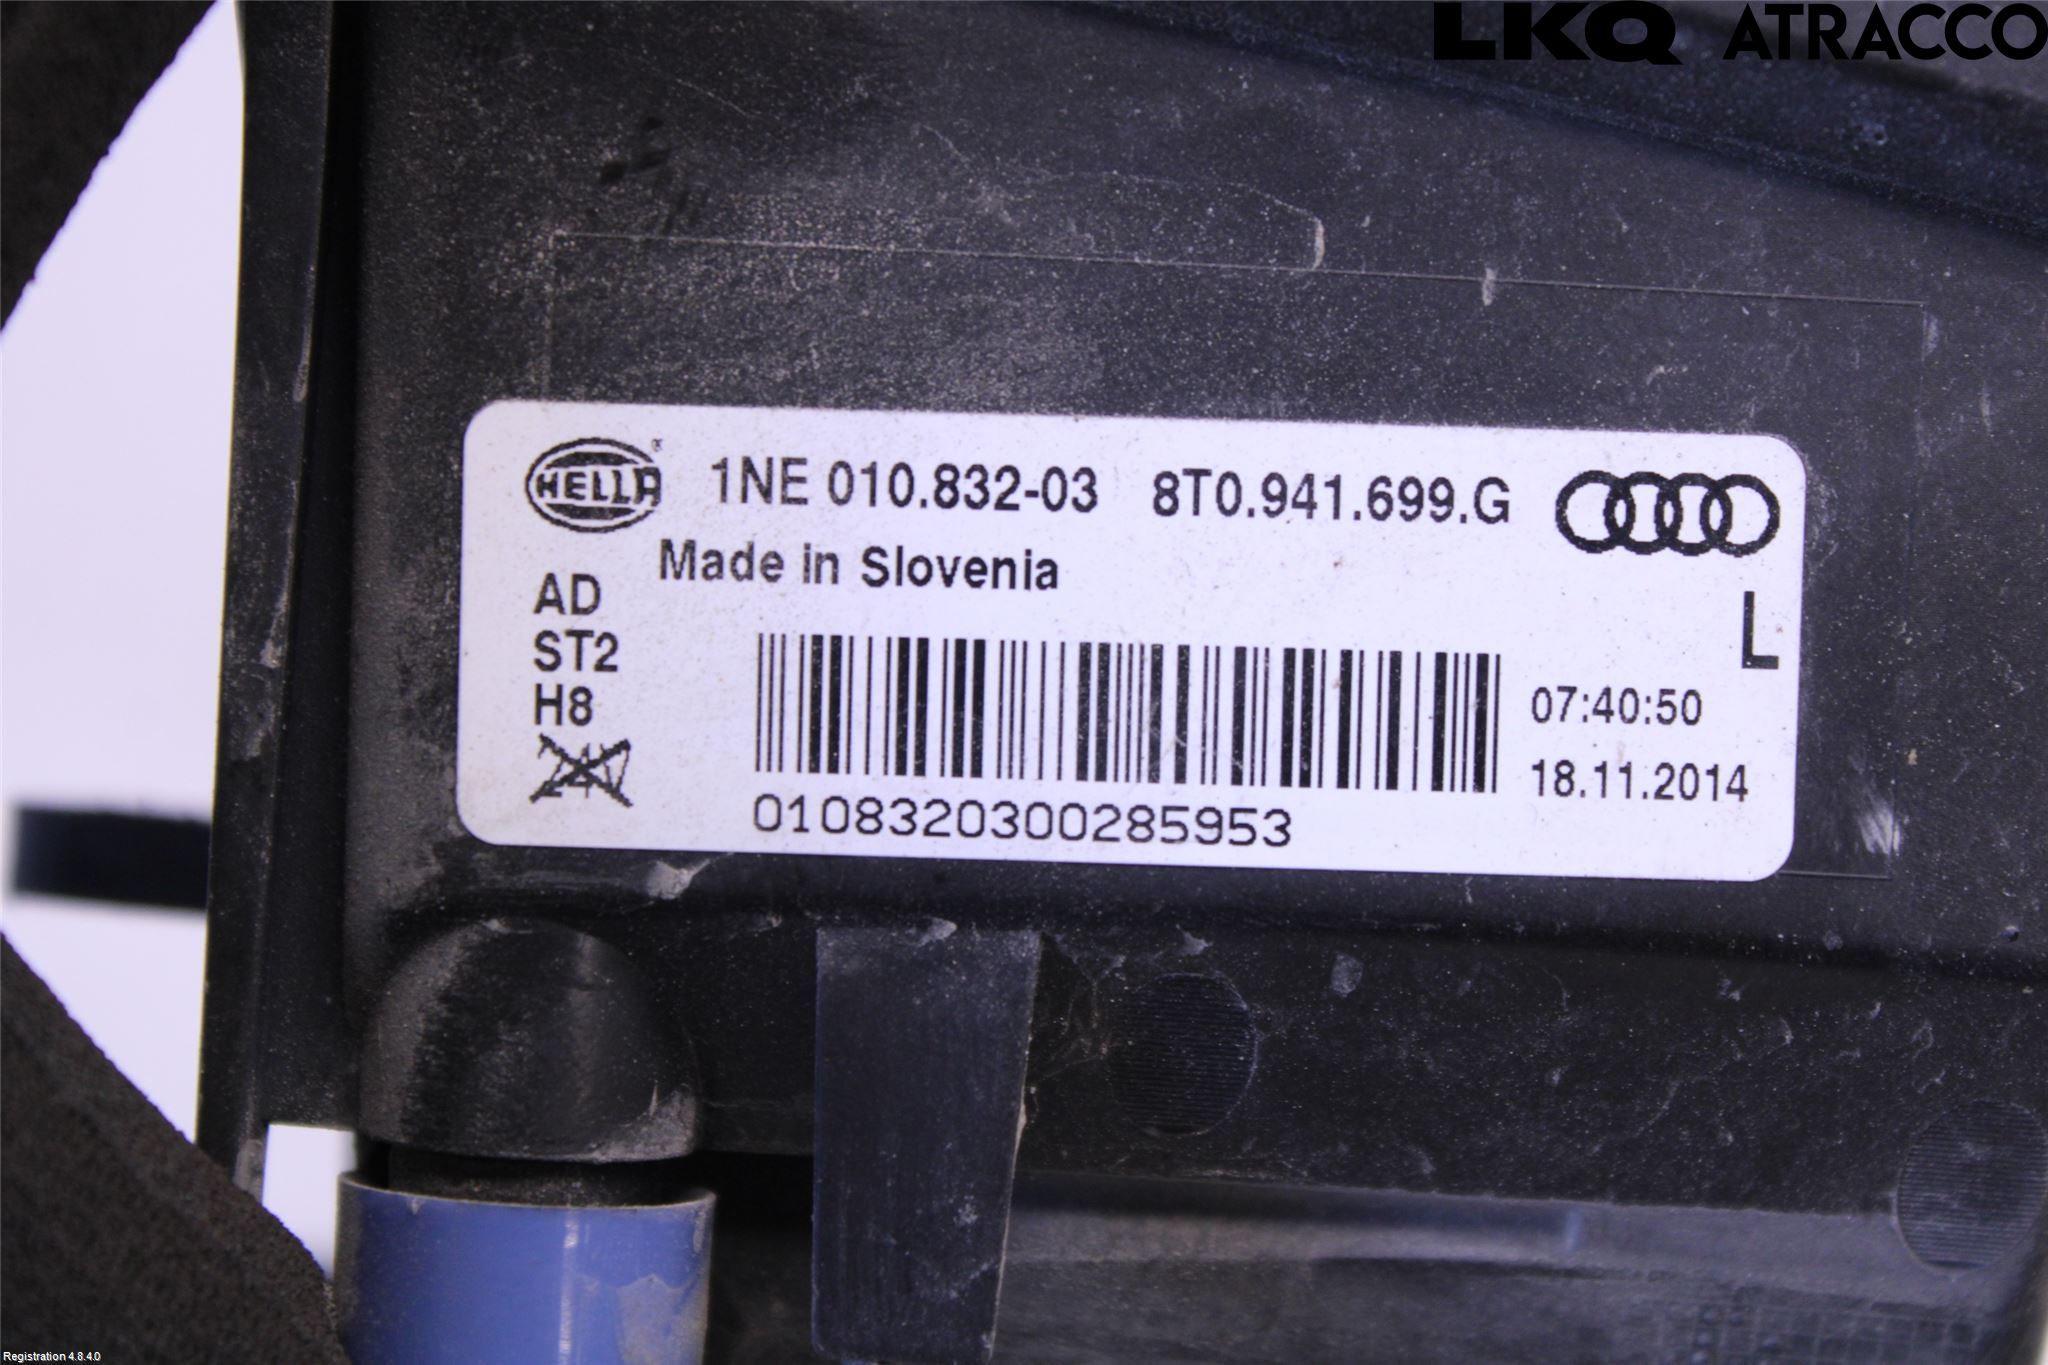 LKQ ATRACCO
HELLA ® 1NE 010.832-03 8T0.941.699.G
Made in Slovenia
AD
ST2
H8
L
07:40:50
18.11.2014
0108320300285953
Registration 4.8.4.0